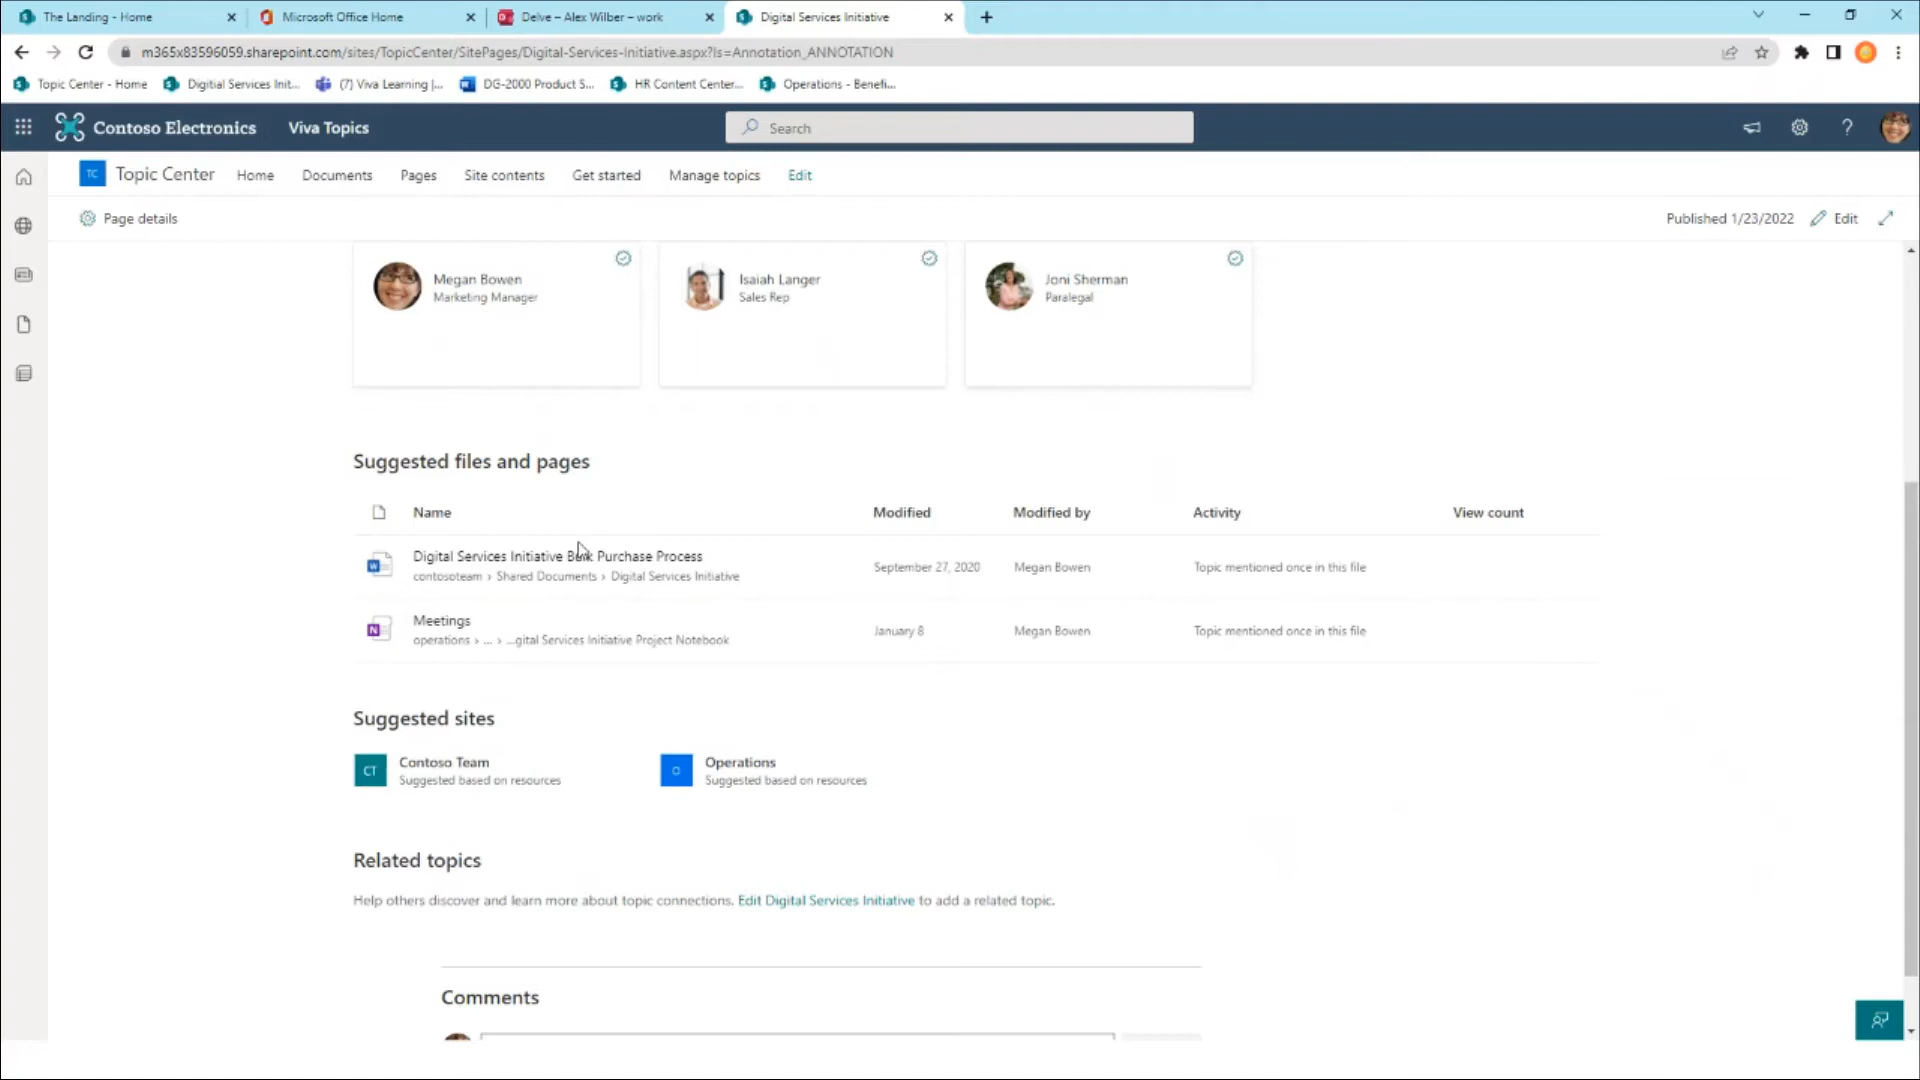 The Landing - Home
Microsoft Office Home
Delve – Alex Wilber – work
Digital Services Initiative
m365x83596059.sharepoint.com/sites/TopicCenter/SitePages/Digital-Services-Initiative.aspx?ls=Annotation_ANNOTATION
Topic Center - Home
Digitial Services Init...
(7) Viva Learning |...
DG-2000 Product S...
HR Content Center...
Operations - Benefi...
Contoso Electronics
Viva Topics
Search
?
TC
Topic Center
Home
Documents
Pages
Site contents
Get started
Manage topics
Edit
Page details
Published 1/23/2022
Edit
Megan Bowen
Marketing Manager
Isaiah Langer
Sales Rep
Joni Sherman
Paralegal
Suggested files and pages
Name Modified Modified by Activity View count
Digital Services Initiative Bulk Purchase Process
contosoteam › Shared Documents › Digital Services Initiative
September 27, 2020 Megan Bowen Topic mentioned once in this file
Meetings
operations › ... › ...gital Services Initiative Project Notebook
January 8 Megan Bowen Topic mentioned once in this file
Suggested sites
CT
Contoso Team
Suggested based on resources
O
Operations
Suggested based on resources
Related topics
Help others discover and learn more about topic connections. Edit Digital Services Initiative to add a related topic.
Comments